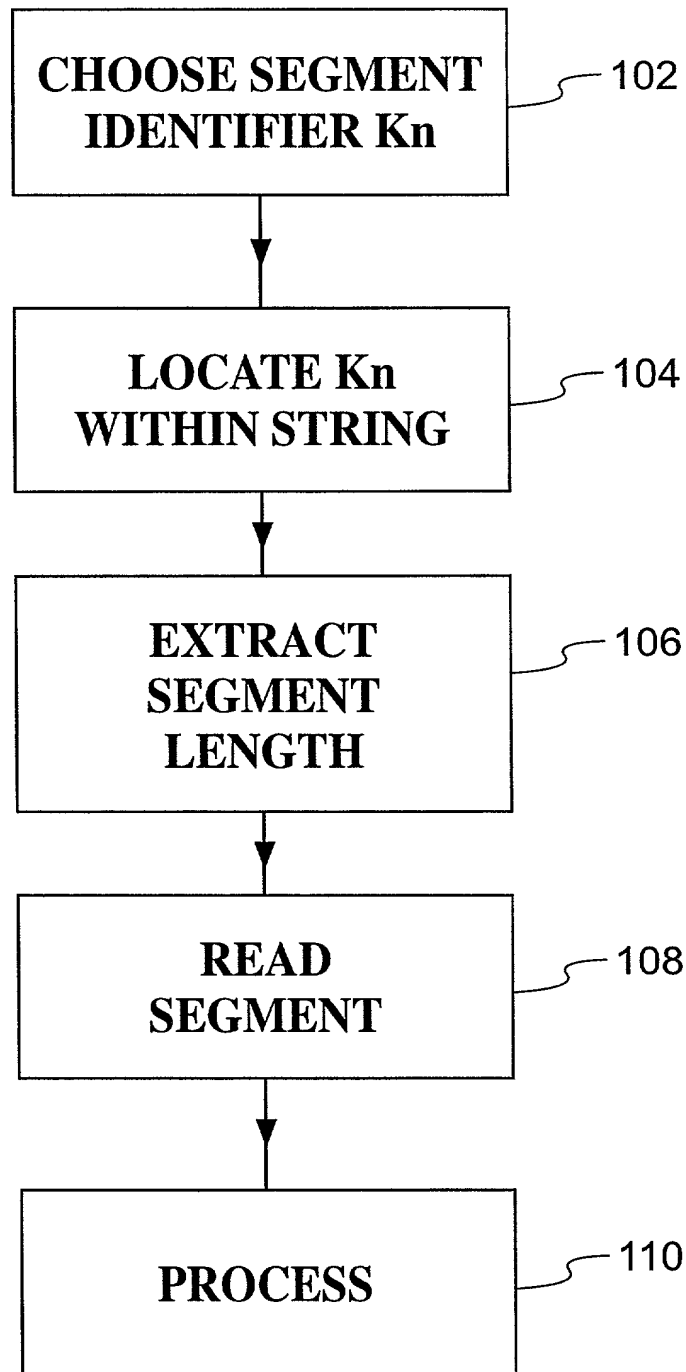 CHOOSE SEGMENT
IDENTIFIER Kn
102
LOCATE Kn
WITHIN STRING
104
EXTRACT
SEGMENT
LENGTH
106
READ
SEGMENT
108
PROCESS
110